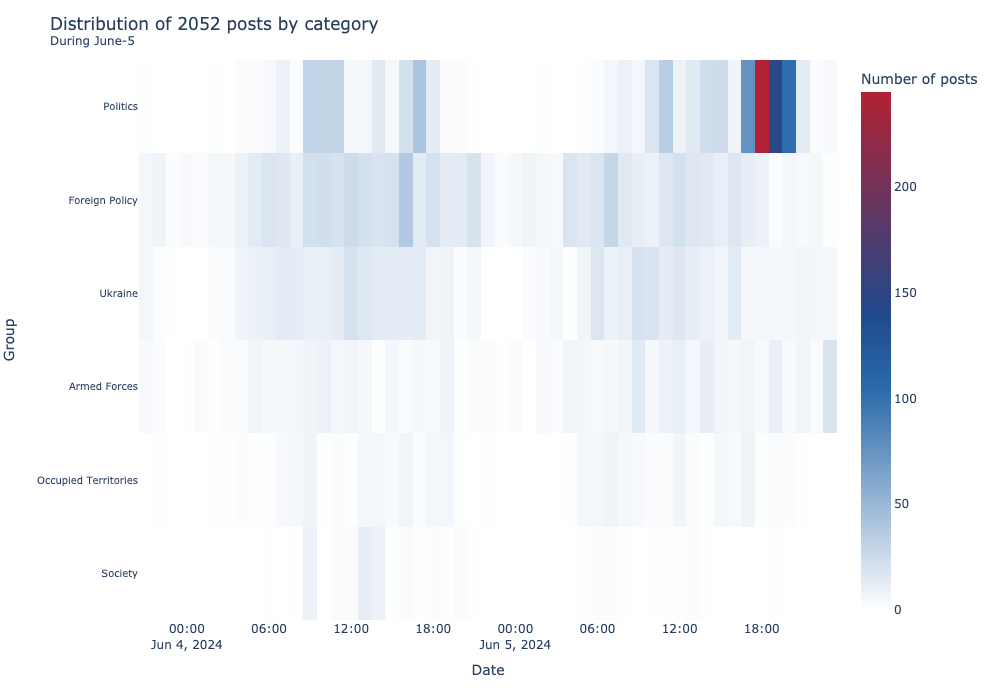 Distribution of 2052 posts by category
During June-5
Number of posts
Politics
Foreign Policy
Ukraine
Armed Forces
Occupied Territories
Society
Group
200
150
100
50
0
00:00 06:00 12:00 18:00 00:00 06:00 12:00 18:00
Jun 4, 2024 Jun 5, 2024
Date